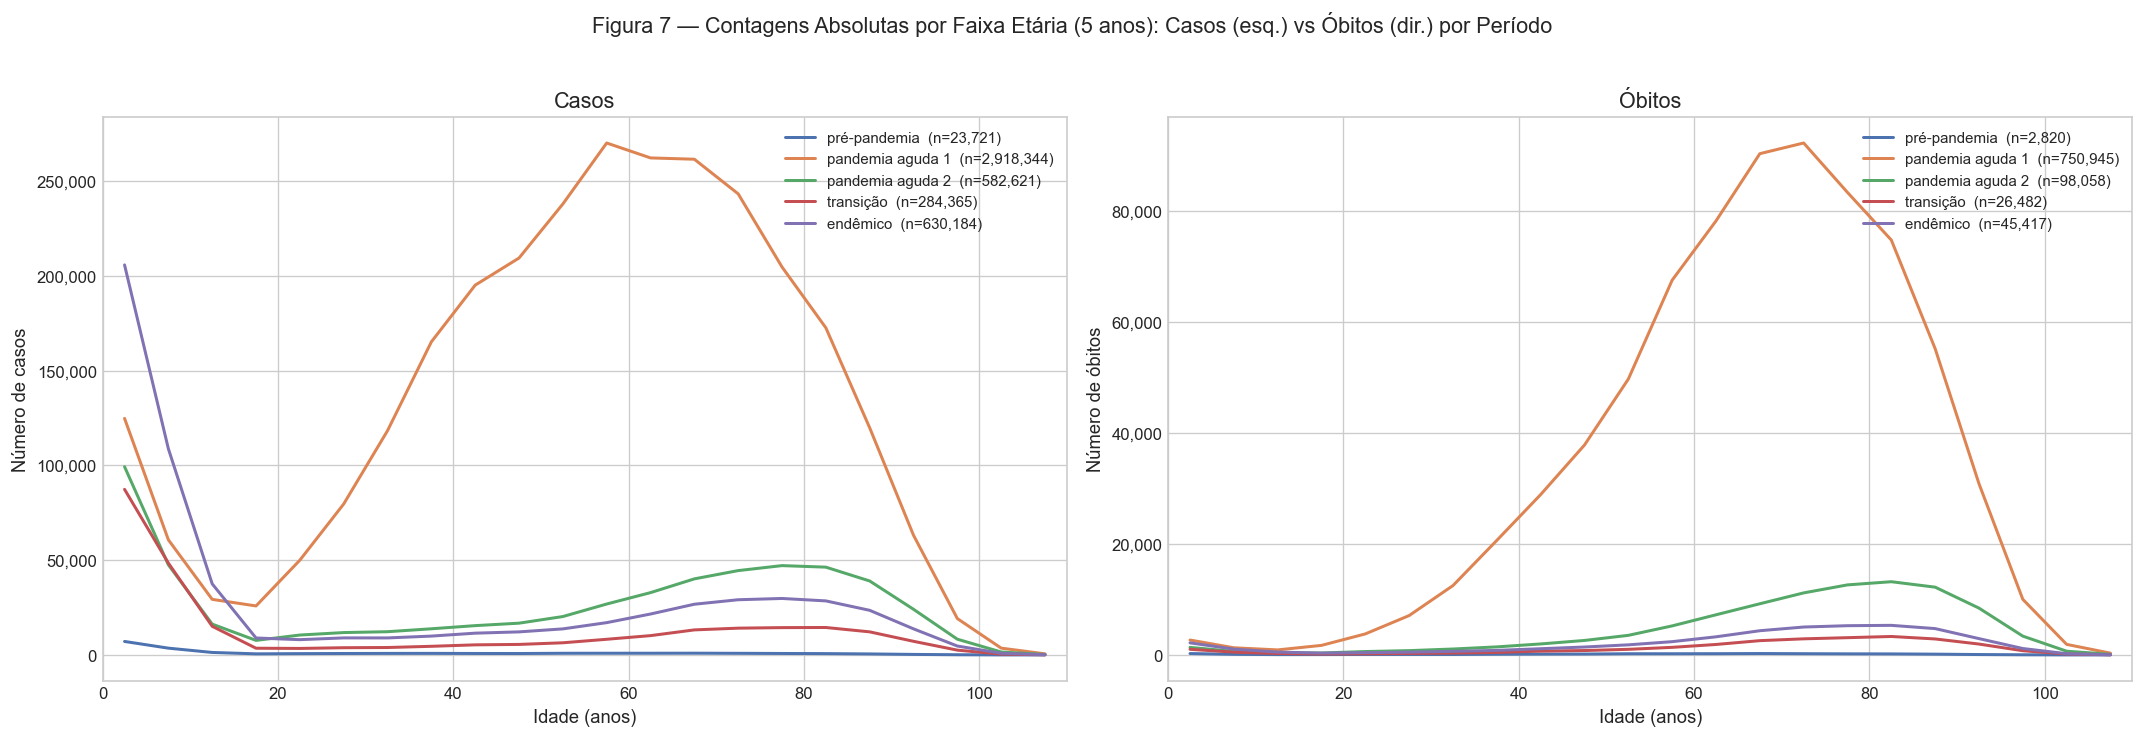 Figura 7 — Contagens Absolutas por Faixa Etária (5 anos): Casos (esq.) vs Óbitos (dir.) por Período
Casos
Número de casos
250,000
200,000
150,000
100,000
50,000
0
pré-pandemia (n=23,721)
pandemia aguda 1 (n=2,918,344)
pandemia aguda 2 (n=582,621)
transição (n=284,365)
endêmico (n=630,184)
0 20 40 60 80 100
Idade (anos)
Óbitos
Número de óbitos
80,000
60,000
40,000
20,000
0
pré-pandemia (n=2,820)
pandemia aguda 1 (n=750,945)
pandemia aguda 2 (n=98,058)
transição (n=26,482)
endêmico (n=45,417)
0 20 40 60 80 100
Idade (anos)